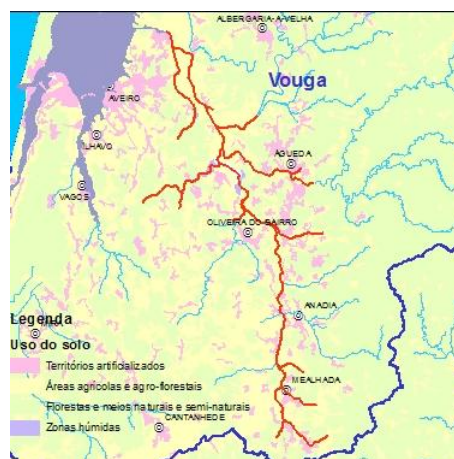 ALBERGARIA-A-VELHA
Vouga
AVEIRO
ILHAVO
AGUEDA
VAGOS
OLIVEIRA DO BAIRRO
ANADIA
Legenda
Uso do solo
Territórios artificializados
Áreas agrícolas e agro-florestais
MEALHADA
Florestas e meios naturais e semi-naturais
CANTANHEDE
Zonas húmidas